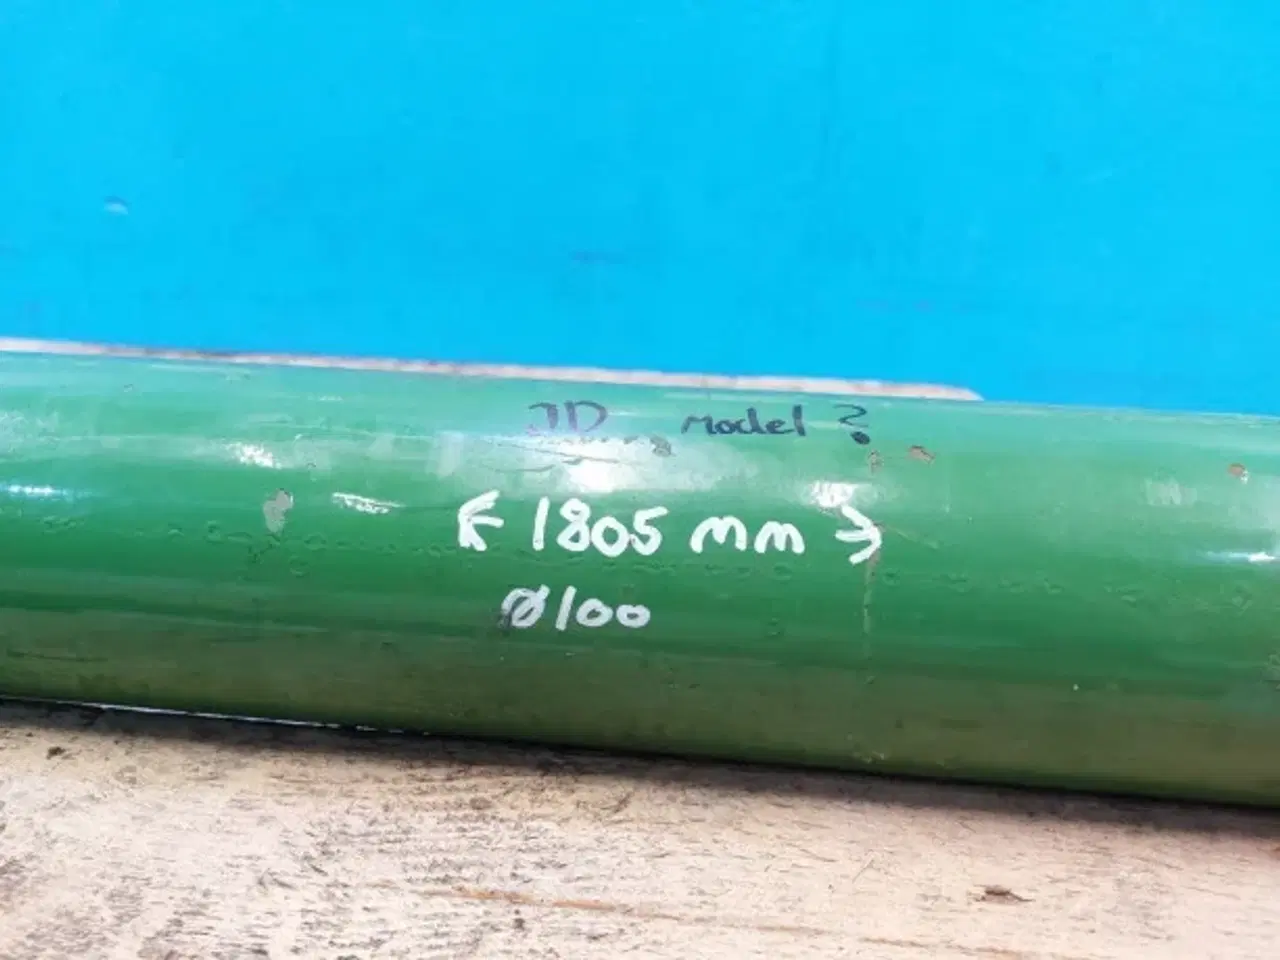 JD model ?
← 1805 mm →
Ø100